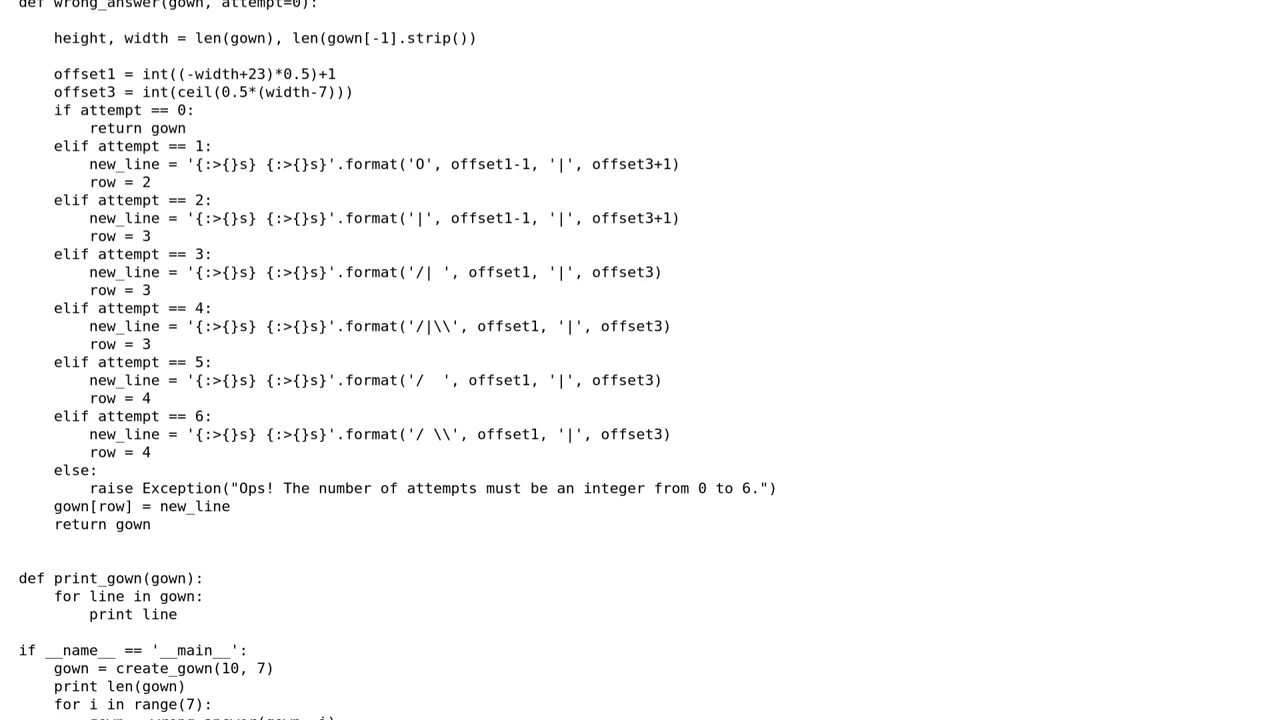 def wrong_answer(gown, attempt=0):

    height, width = len(gown), len(gown[-1].strip())

    offset1 = int((-width+23)*0.5)+1
    offset3 = int(ceil(0.5*(width-7)))
    if attempt == 0:
        return gown
    elif attempt == 1:
        new_line = '{:>{}s} {:>{}s}'.format('O', offset1-1, '|', offset3+1)
        row = 2
    elif attempt == 2:
        new_line = '{:>{}s} {:>{}s}'.format('|', offset1-1, '|', offset3+1)
        row = 3
    elif attempt == 3:
        new_line = '{:>{}s} {:>{}s}'.format('/| ', offset1, '|', offset3)
        row = 3
    elif attempt == 4:
        new_line = '{:>{}s} {:>{}s}'.format('/|\\', offset1, '|', offset3)
        row = 3
    elif attempt == 5:
        new_line = '{:>{}s} {:>{}s}'.format('/  ', offset1, '|', offset3)
        row = 4
    elif attempt == 6:
        new_line = '{:>{}s} {:>{}s}'.format('/ \\', offset1, '|', offset3)
        row = 4
    else:
        raise Exception("Ops! The number of attempts must be an integer from 0 to 6.")
    gown[row] = new_line
    return gown


def print_gown(gown):
    for line in gown:
        print line

if __name__ == '__main__':
    gown = create_gown(10, 7)
    print len(gown)
    for i in range(7):
        gown = wrong_answer(gown, i)